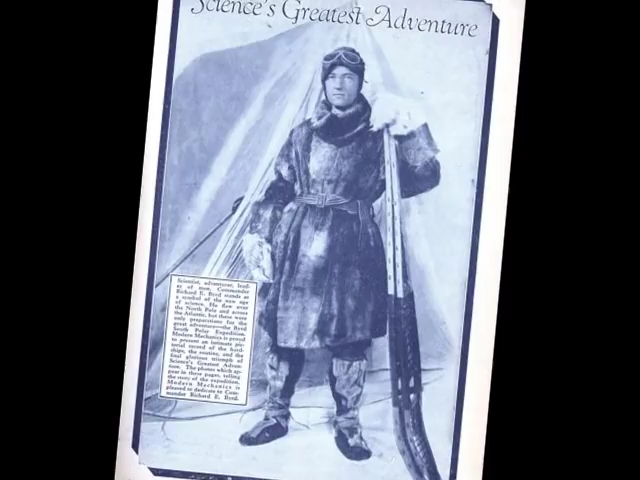 Science's Greatest Adventure
Scientist, adventurer, lead-
er of men, Commander
Richard E. Byrd stands as
a symbol of the new age
of science. He flew over
the North Pole and across
the Atlantic, but these were
only preparations for the
great adventure—the Byrd
South Polar Expedition.
Modern Mechanics is proud
to present an intimate pic-
torial record of the hard-
ships, the routine, and the
final glorious triumph of
Science's Greatest Adven-
ture. The photos which ap-
pear in these pages, telling
the story of the expedition,
Modern Mechanics is
pleased to dedicate to Com-
mander Richard E. Byrd.